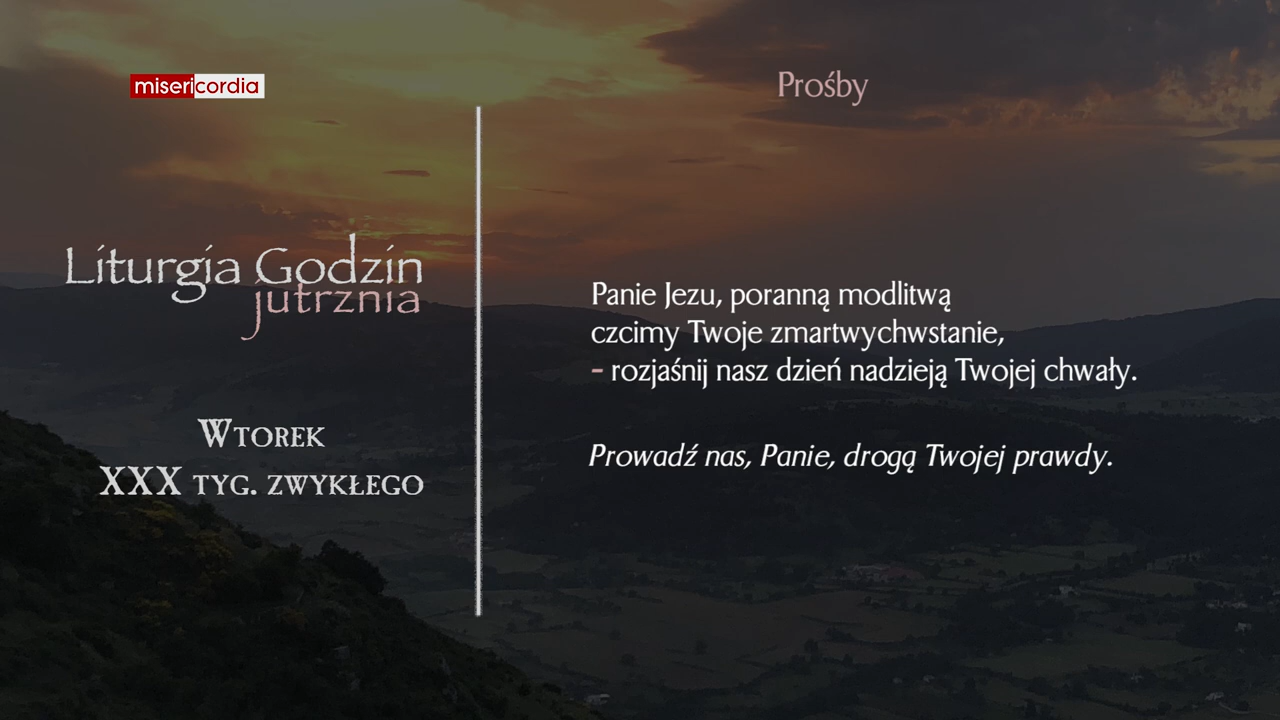 misericordia
Liturgia Godzin
jutrznia
Wtorek
XXX tyg. zwykłego
Prośby
Panie Jezu, poranną modlitwą
czcimy Twoje zmartwychwstanie,
- rozjaśnij nasz dzień nadzieją Twojej chwały.
Prowadź nas, Panie, drogą Twojej prawdy.